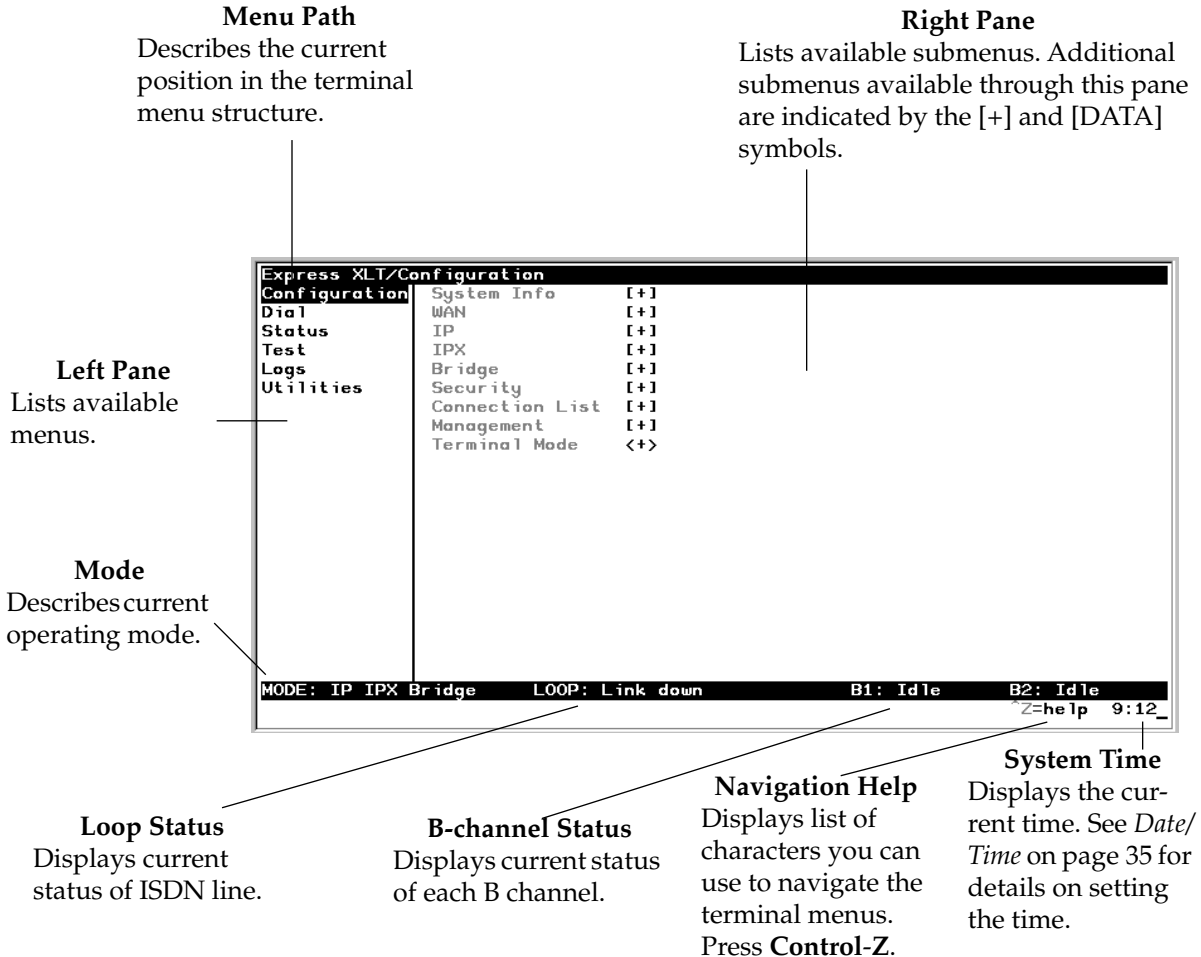 Menu Path
Describes the current
position in the terminal
menu structure.
Right Pane
Lists available submenus. Additional
submenus available through this pane
are indicated by the [+] and [DATA]
symbols.
Express XLT/Configuration
Configuration
Dial
Status
Test
Logs
Utilities
System Info [+]
WAN [+]
IP [+]
IPX [+]
Bridge [+]
Security [+]
Connection List [+]
Management [+]
Terminal Mode <+>
Left Pane
Lists available
menus.
Mode
Describes current
operating mode.
MODE: IP IPX Bridge LOOP: Link down B1: Idle B2: Idle
^Z=help 9:12_
Loop Status
Displays current
status of ISDN line.
B-channel Status
Displays current status
of each B channel.
Navigation Help
Displays list of
characters you can
use to navigate the
terminal menus.
Press Control-Z.
System Time
Displays the cur-
rent time. See Date/
Time on page 35 for
details on setting
the time.